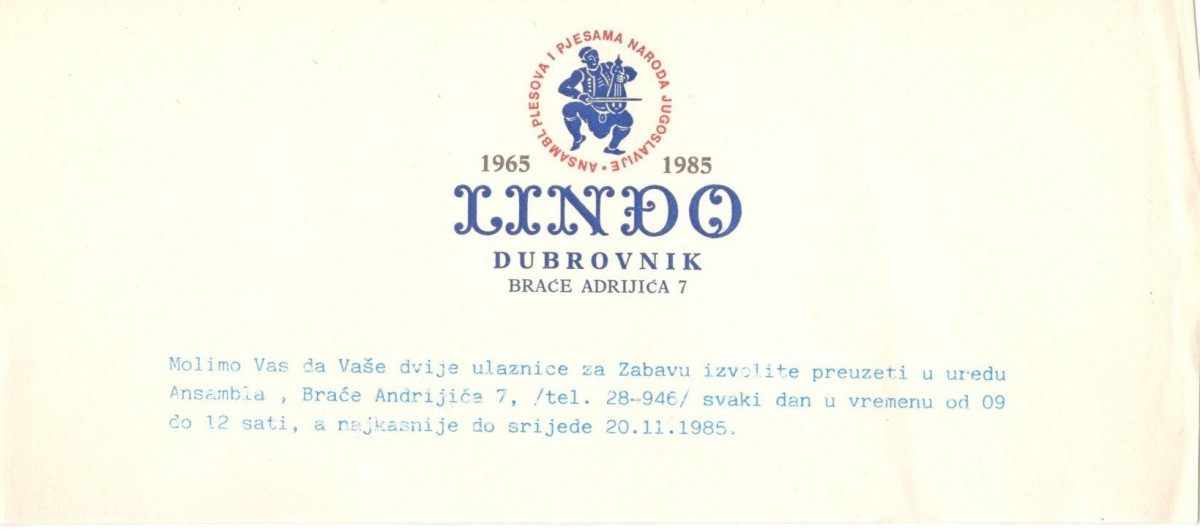 ANSAMBL PLESOVA I PJESAMA NARODA JUGOSLAVIJE •
1965 1985
LINĐO
DUBROVNIK
BRAĆE ADRIJIĆA 7
Molimo Vas da Vaše dvije ulaznice za Zabavu izvolite preuzeti u uredu
Ansambla , Braće Andrijića 7, /tel. 28-946/ svaki dan u vremenu od 09
do 12 sati, a najkasnije do srijede 20.11.1985.